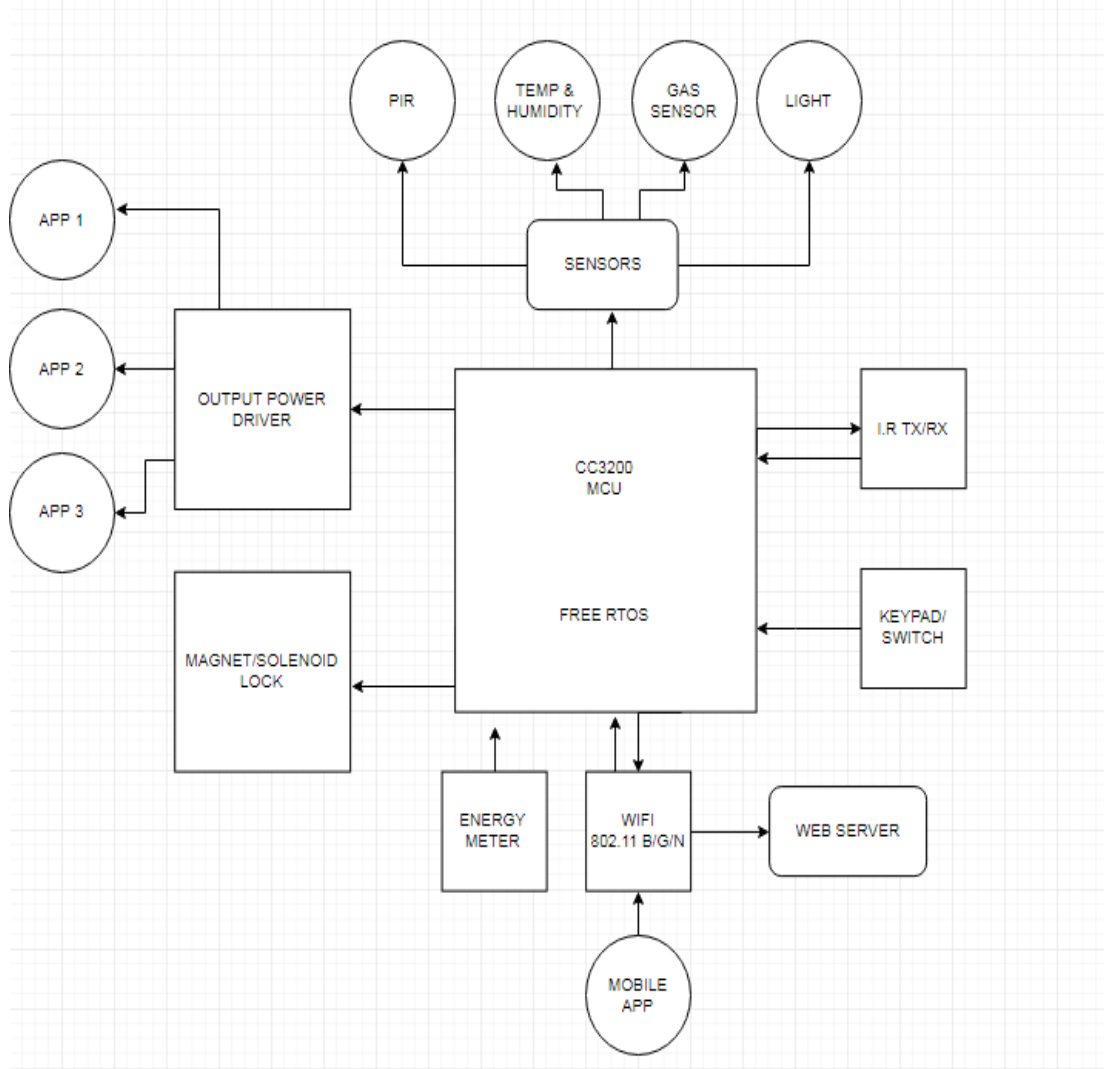 PIR
TEMP &
HUMIDITY
GAS
SENSOR
LIGHT
APP 1
SENSORS
APP 2
OUTPUT POWER
DRIVER
I.R TX/RX
CC3200
MCU
APP 3
FREE RTOS
KEYPAD/
SWITCH
MAGNET/SOLENOID
LOCK
ENERGY
METER
WIFI
802.11 B/G/N
WEB SERVER
MOBILE
APP